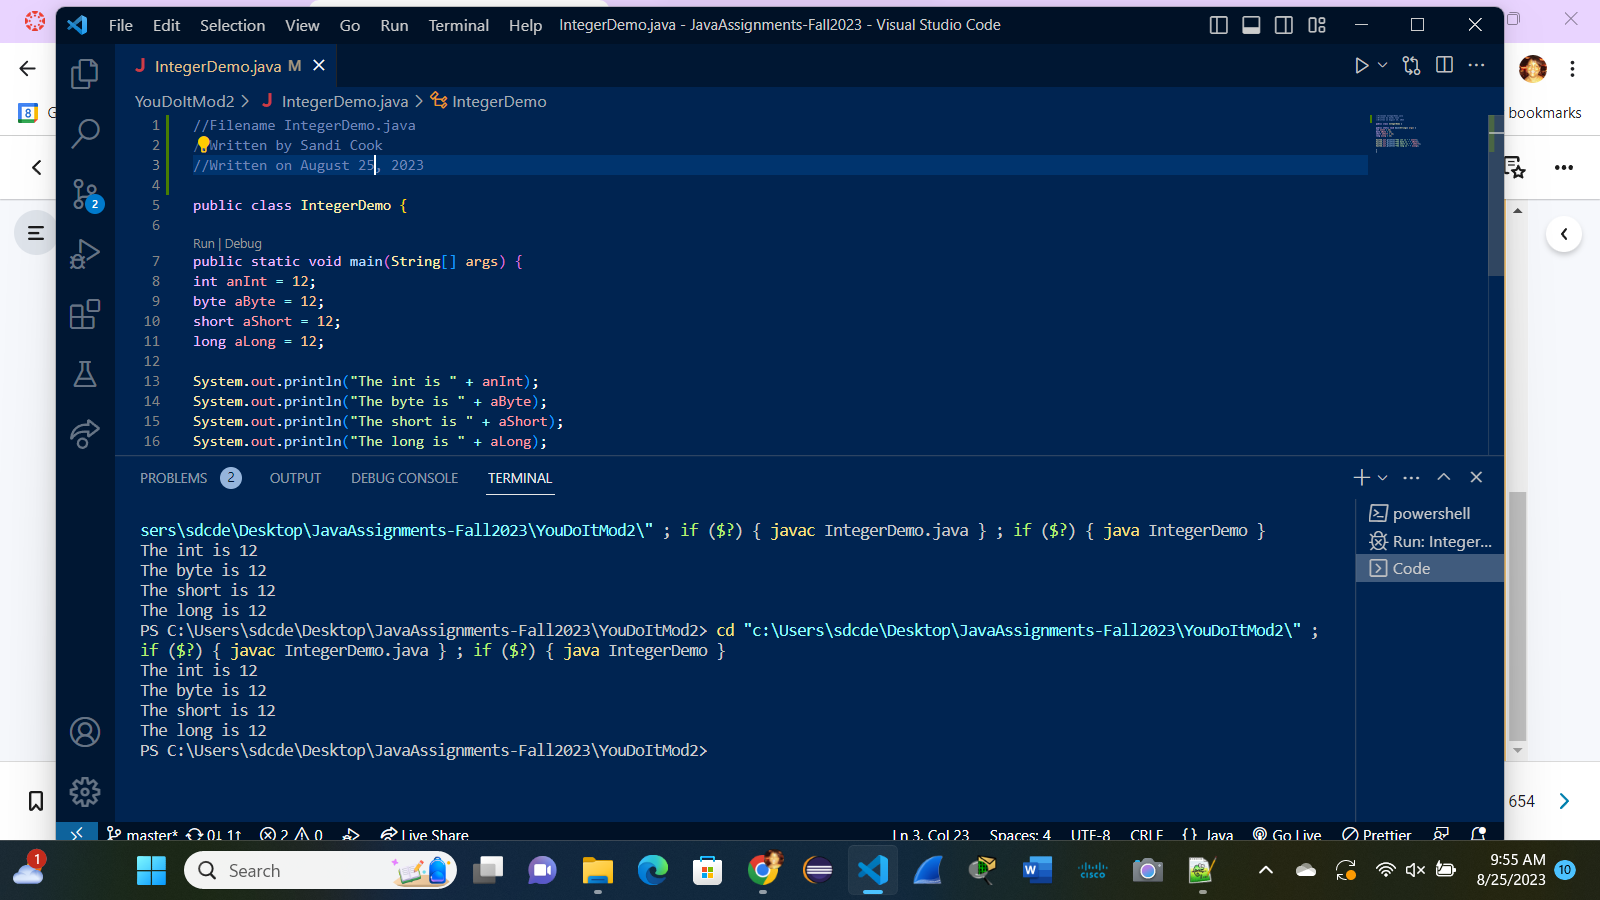 File Edit Selection View Go Run Terminal Help IntegerDemo.java - JavaAssignments-Fall2023 - Visual Studio Code
J IntegerDemo.java M
YouDoItMod2 > J IntegerDemo.java > IntegerDemo
8 G
bookmarks
1 //Filename IntegerDemo.java
2 //Written by Sandi Cook
3 //Written on August 25, 2023
4
5 public class IntegerDemo {
6
Run | Debug
7 public static void main(String[] args) {
8 int anInt = 12;
9 byte aByte = 12;
10 short aShort = 12;
11 long aLong = 12;
12
13 System.out.println("The int is " + anInt);
14 System.out.println("The byte is " + aByte);
15 System.out.println("The short is " + aShort);
16 System.out.println("The long is " + aLong);
2
PROBLEMS 2 OUTPUT DEBUG CONSOLE TERMINAL
sers\sdcde\Desktop\JavaAssignments-Fall2023\YouDoItMod2\" ; if ($?) { javac IntegerDemo.java } ; if ($?) { java IntegerDemo }
The int is 12
The byte is 12
The short is 12
The long is 12
PS C:\Users\sdcde\Desktop\JavaAssignments-Fall2023\YouDoItMod2> cd "c:\Users\sdcde\Desktop\JavaAssignments-Fall2023\YouDoItMod2\" ;
if ($?) { javac IntegerDemo.java } ; if ($?) { java IntegerDemo }
The int is 12
The byte is 12
The short is 12
The long is 12
PS C:\Users\sdcde\Desktop\JavaAssignments-Fall2023\YouDoItMod2>
powershell
Run: Integer...
Code
654
master* 0↓ 1↑ 2 0 Live Share Ln 3, Col 23 Spaces: 4 UTF-8 CRLF {} Java Go Live Prettier
1 Search W cisco 9:55 AM
8/25/2023 10